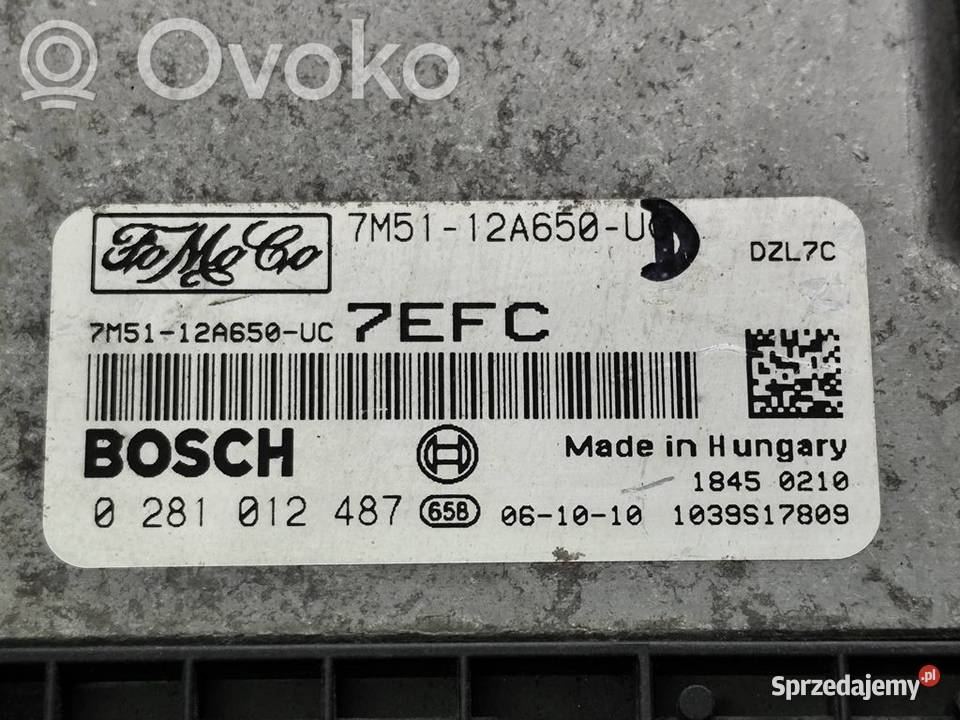 Ovoko
FoMoCo
7M51-12A650-U D
DZL7C
7M51-12A650-UC 7EFC
BOSCH
Made in Hungary
1845 0210
0 281 012 487 65B 06-10-10 1039S17809
Sprzedajemy.pl